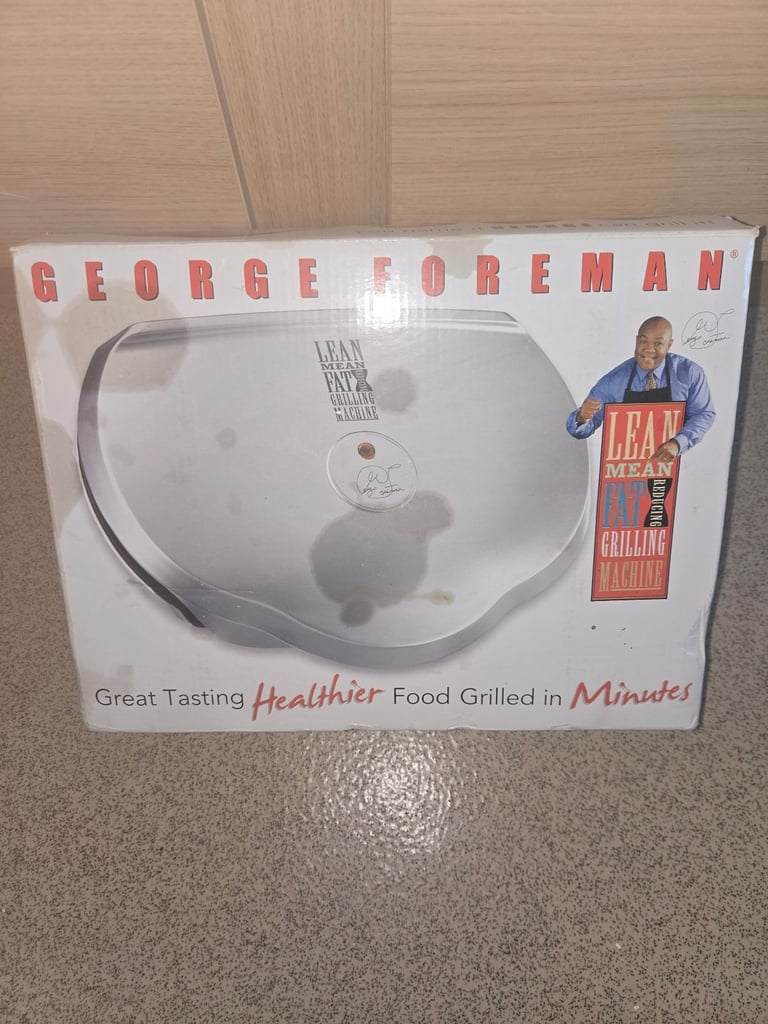 GEORGE FOREMAN®
LEAN
MEAN
FAT
GRILLING
MACHINE
LEAN
MEAN
FAT
REDUCING
GRILLING
MACHINE
Great Tasting Healthier Food Grilled in Minutes